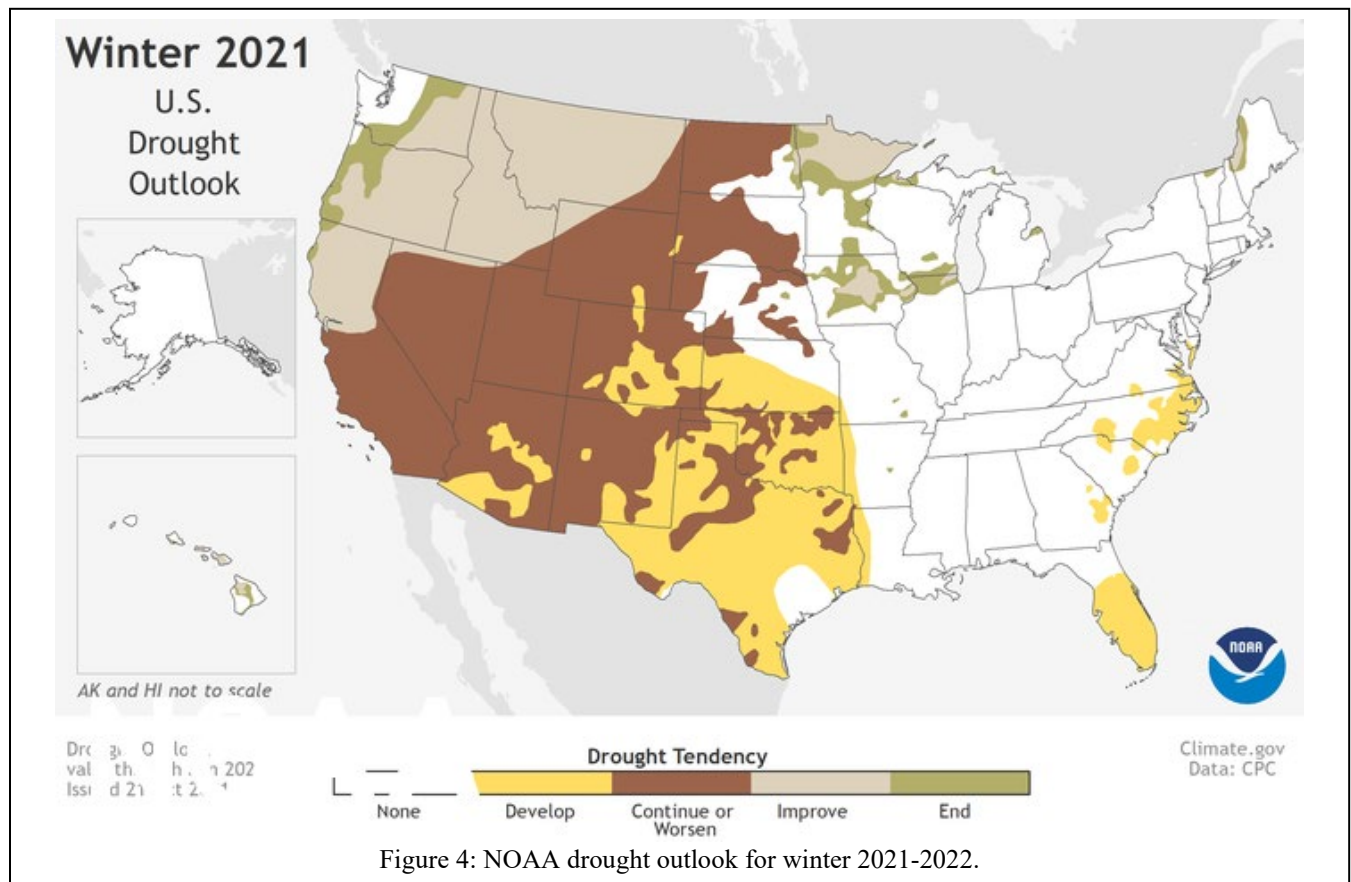 Winter 2021
U.S.
Drought
Outlook
AK and HI not to scale
NOAA
Climate.gov
Data: CPC
Drought Tendency
None
Develop
Continue or
Worsen
Improve
End
Figure 4: NOAA drought outlook for winter 2021-2022.